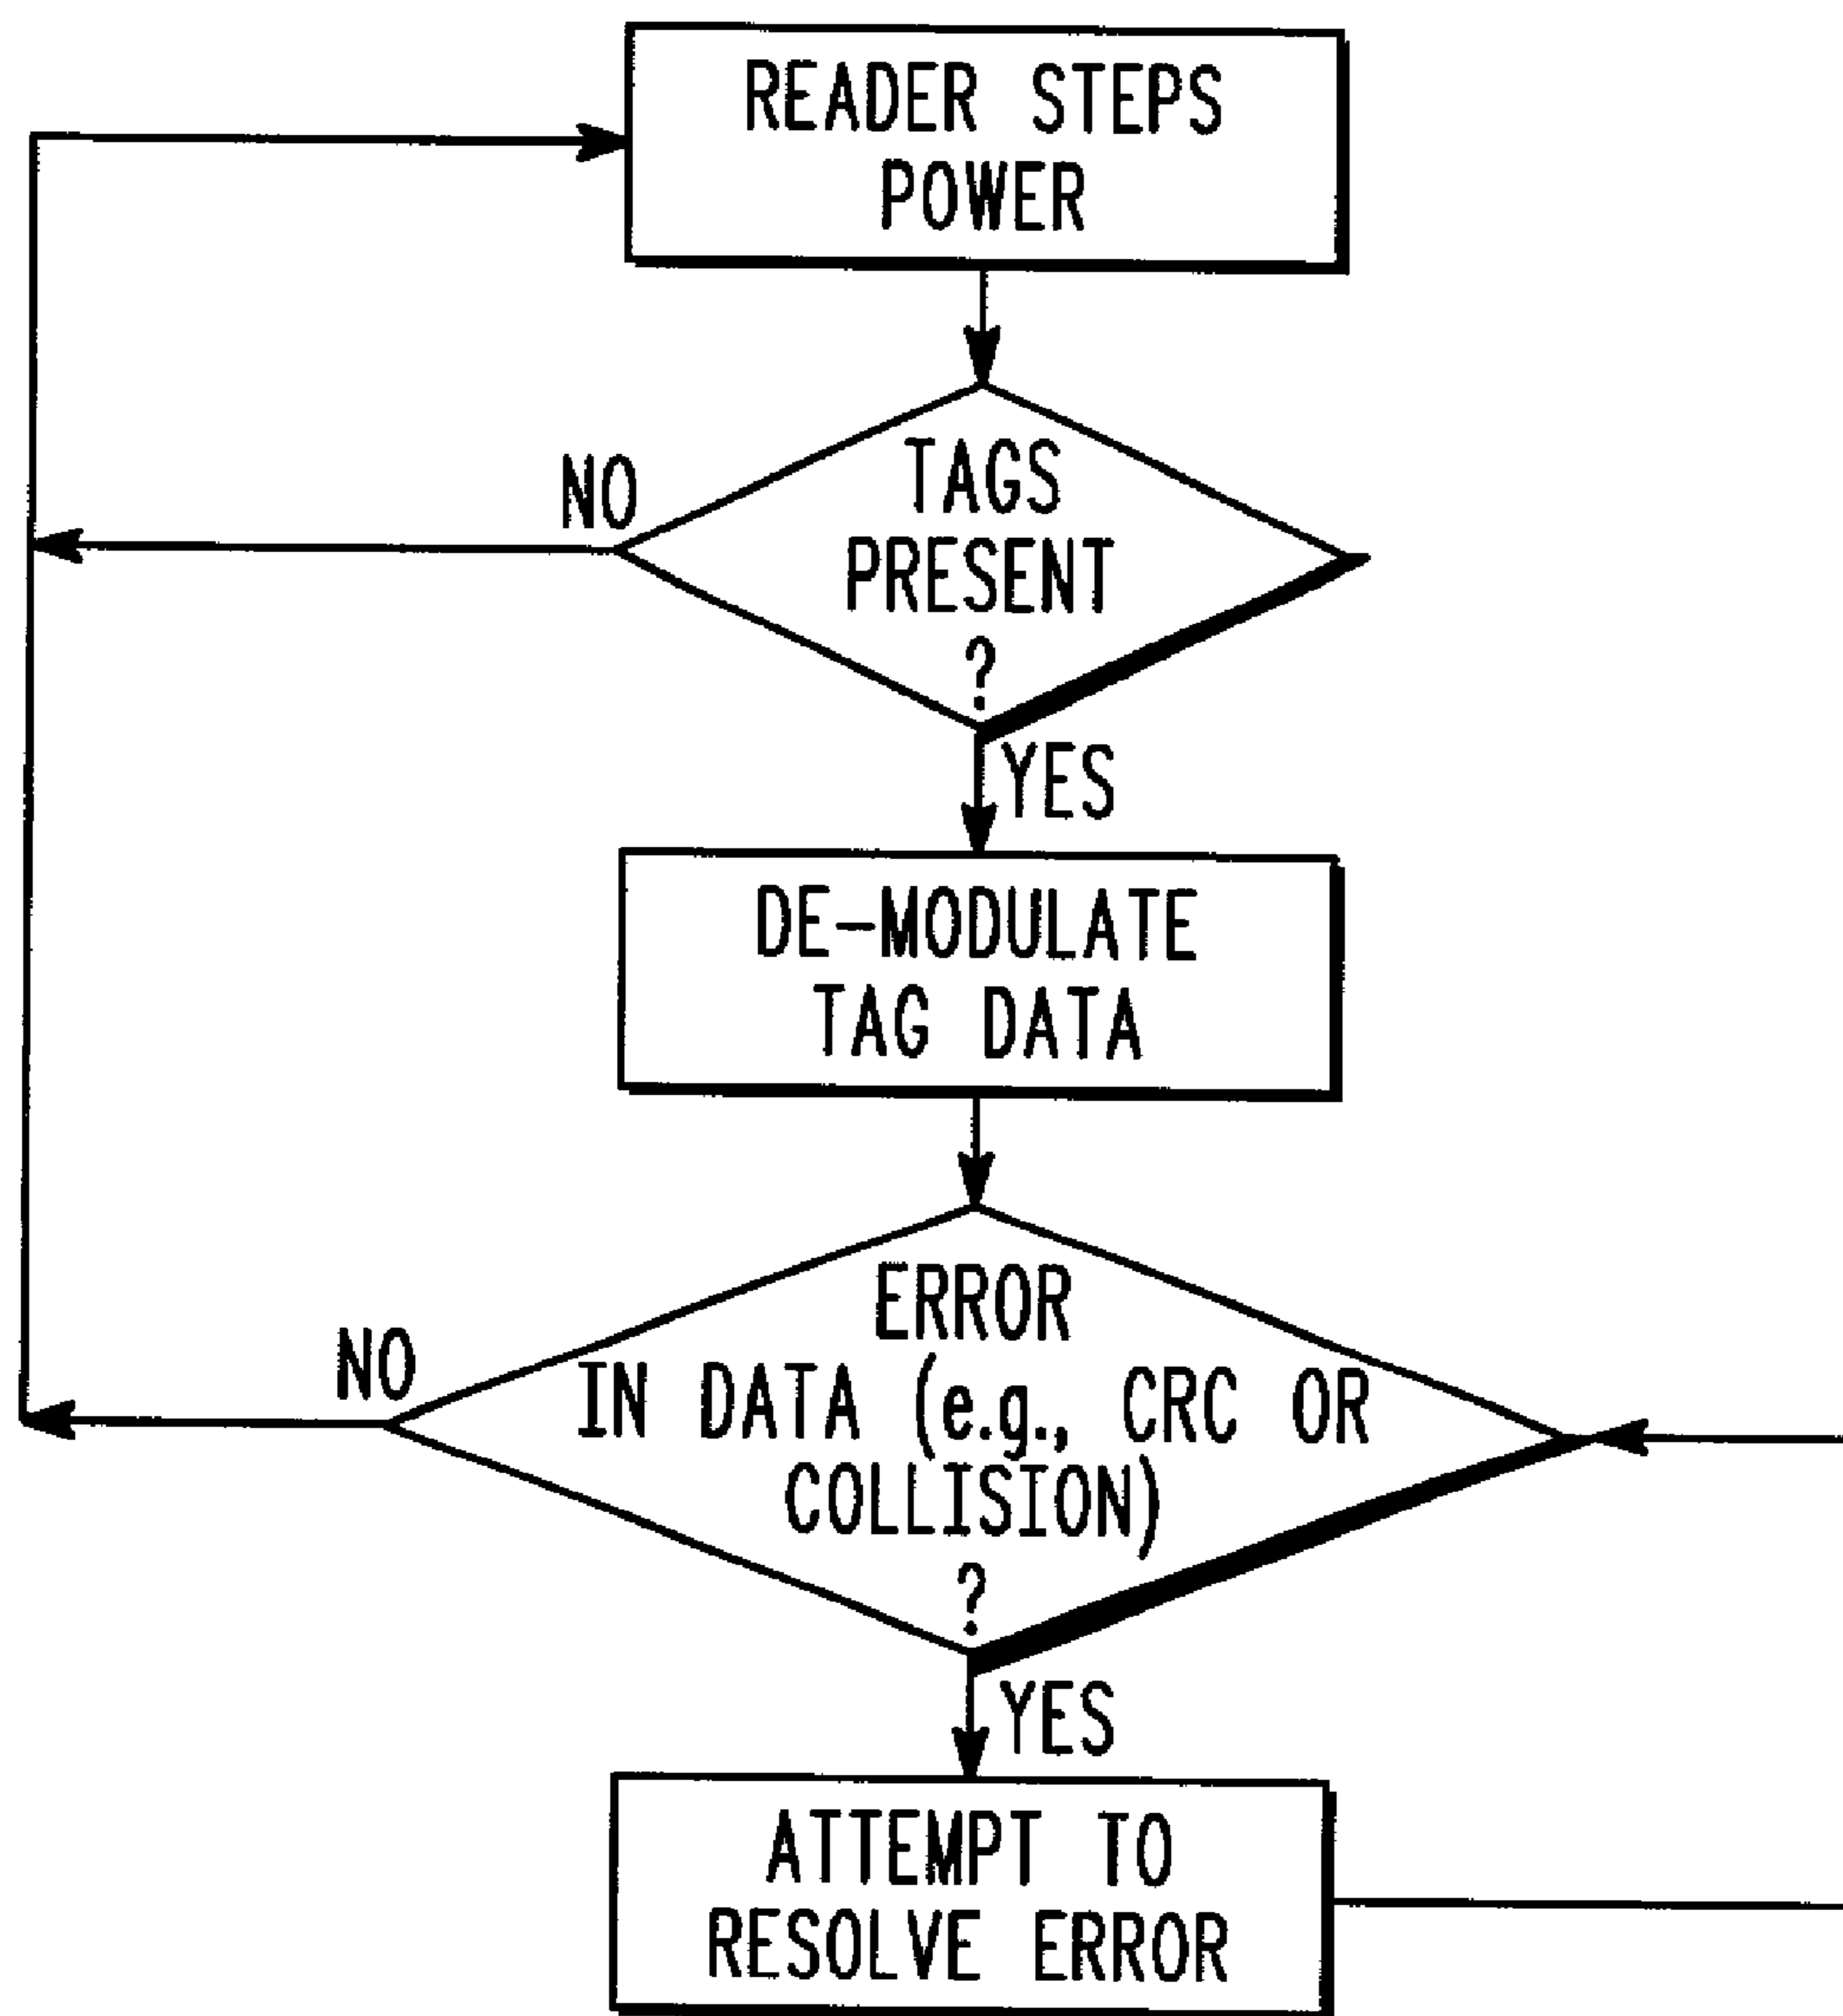 READER STEPS
POWER
NO
TAGS
PRESENT
?
YES
DE-MODULATE
TAG DATA
NO
ERROR
IN DATA (e.g., CRC OR
COLLISION)
?
YES
ATTEMPT TO
RESOLVE ERROR